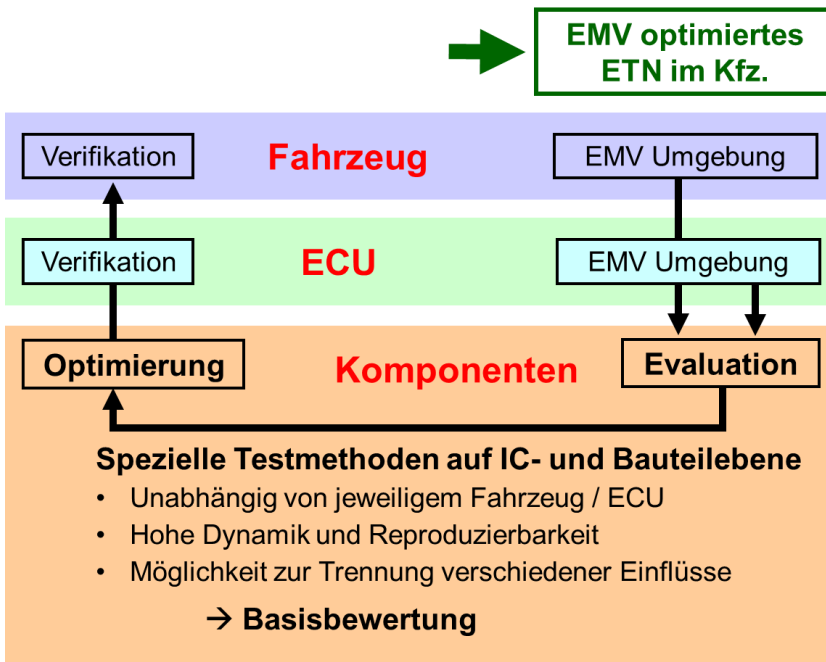 EMV optimiertes
ETN im Kfz.
Verifikation
Fahrzeug
EMV Umgebung
Verifikation
ECU
EMV Umgebung
Optimierung
Komponenten
Evaluation
Spezielle Testmethoden auf IC- und Bauteilebene
• Unabhängig von jeweiligem Fahrzeug / ECU
• Hohe Dynamik und Reproduzierbarkeit
• Möglichkeit zur Trennung verschiedener Einflüsse
→ Basisbewertung